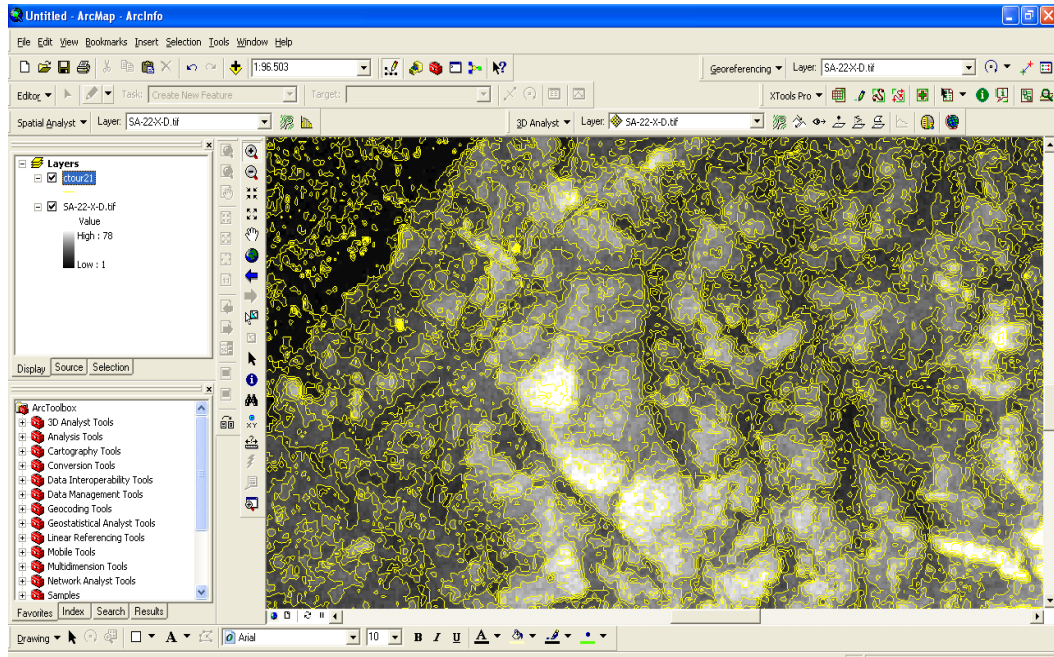 Untitled - ArcMap - ArcInfo
File Edit View Bookmarks Insert Selection Tools Window Help
1:96.503
Georeferencing Layer: SA-22-X-D.tif
Editor Task: Create New Feature Target:
XTools Pro
Spatial Analyst Layer: SA-22-X-D.tif
3D Analyst Layer: SA-22-X-D.tif
Layers
ctour21
SA-22-X-D.tif
Value
High : 78
Low : 1
Display Source Selection
ArcToolbox
3D Analyst Tools
Analysis Tools
Cartography Tools
Conversion Tools
Data Interoperability Tools
Data Management Tools
Geocoding Tools
Geostatistical Analyst Tools
Linear Referencing Tools
Mobile Tools
Multidimension Tools
Network Analyst Tools
Samples
Favorites Index Search Results
Drawing A Arial 10 B I U A